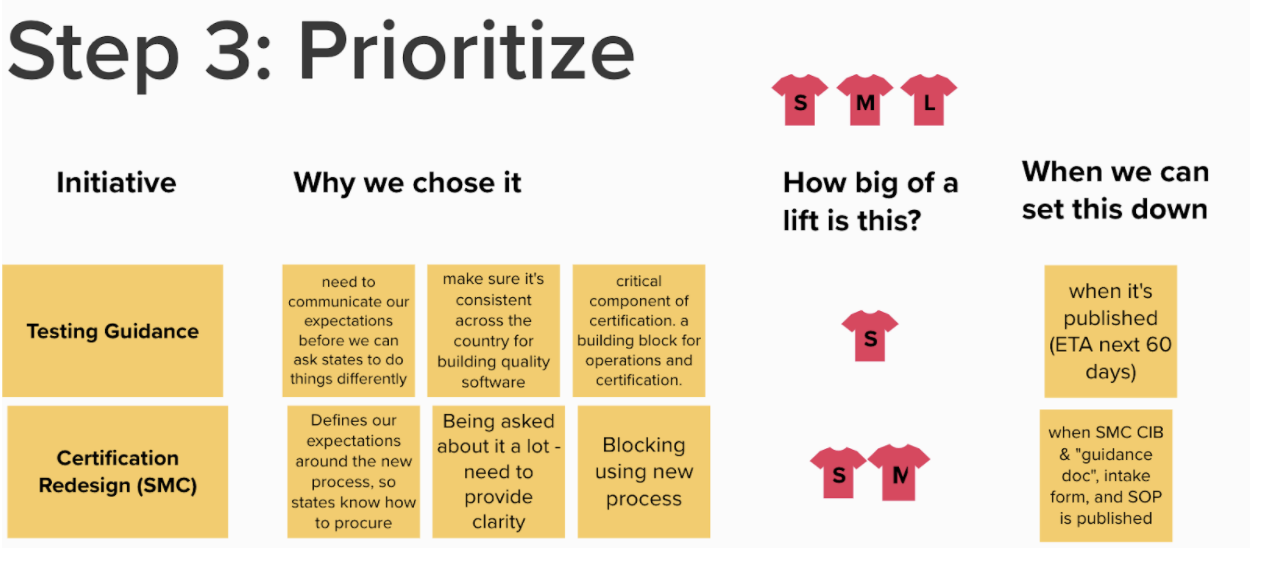 Step 3: Prioritize
S M L
Initiative
Why we chose it
How big of a
lift is this?
When we can
set this down
Testing Guidance
need to
communicate our
expectations
before we can
ask states to do
things differently
make sure it's
consistent
across the
country for
building quality
software
critical
component of
certification. a
building block for
operations and
certification.
S
when it's
published
(ETA next 60
days)
Certification
Redesign (SMC)
Defines our
expectations
around the new
process, so
states know how
to procure
Being asked
about it a lot -
need to
provide
clarity
Blocking
using new
process
S M
when SMC CIB
& "guidance
doc", intake
form, and SOP
is published